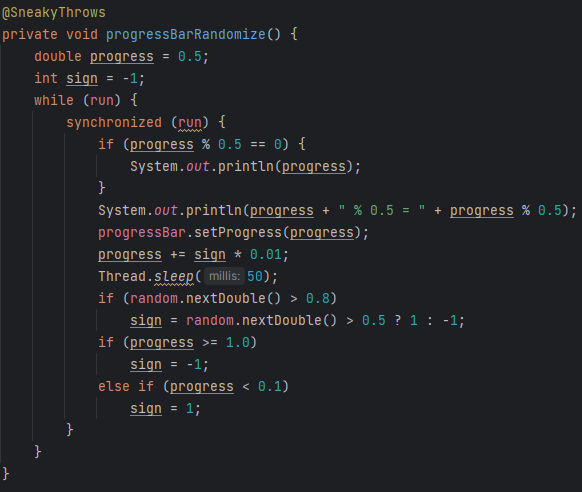 @SneakyThrows
private void progressBarRandomize() {
    double progress = 0.5;
    int sign = -1;
    while (run) {
        synchronized (run) {
            if (progress % 0.5 == 0) {
                System.out.println(progress);
            }
            System.out.println(progress + " % 0.5 = " + progress % 0.5);
            progressBar.setProgress(progress);
            progress += sign * 0.01;
            Thread.sleep( millis: 50);
            if (random.nextDouble() > 0.8)
                sign = random.nextDouble() > 0.5 ? 1 : -1;
            if (progress >= 1.0)
                sign = -1;
            else if (progress < 0.1)
                sign = 1;
        }
    }
}